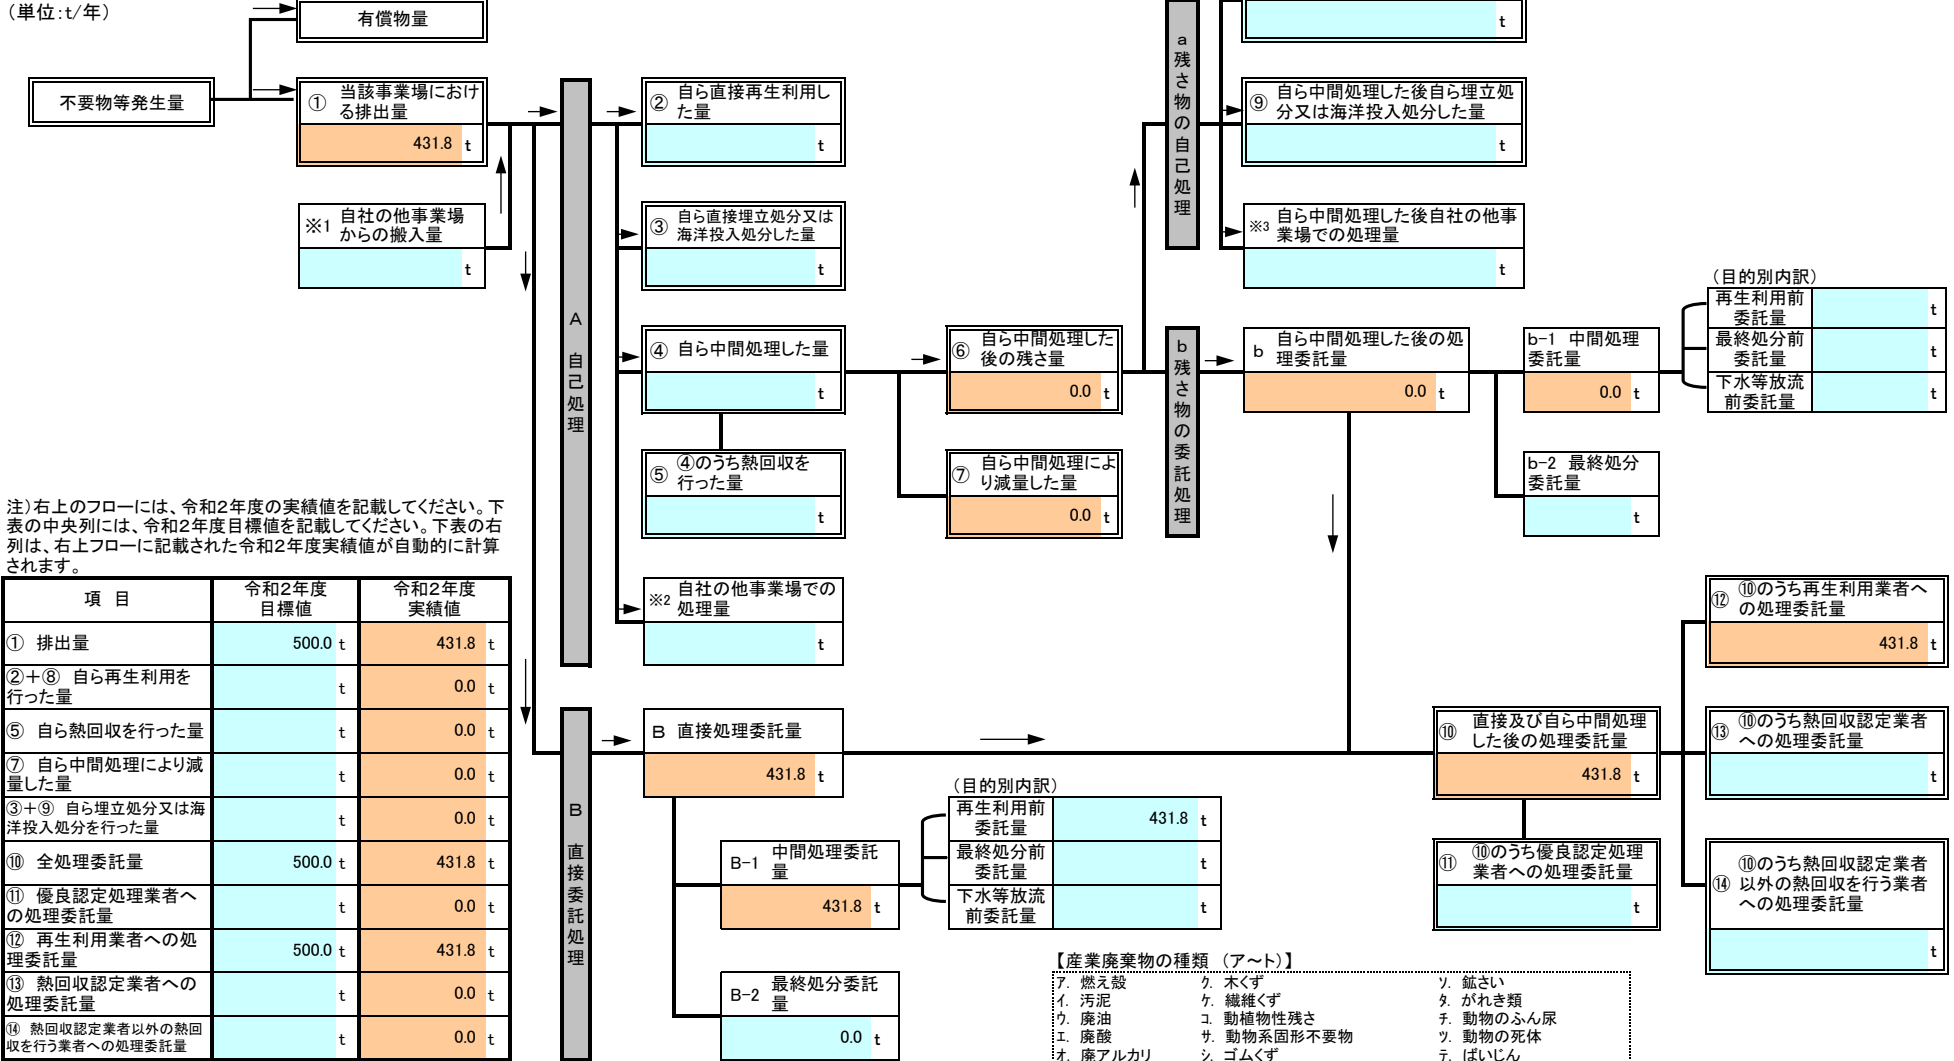 (単位:t/年)
有償物量
不要物等発生量
① 当該事業場におけ
る排出量
431.8 t
※1 自社の他事業場
からの搬入量
t
A
自
己
処
理
② 自ら直接再生利用し
た量
t
③ 自ら直接埋立処分又は
海洋投入処分した量
t
④ 自ら中間処理した量
t
⑤ ④のうち熱回収を
行った量
t
※2 自社の他事業場での
処理量
t
⑥ 自ら中間処理した
後の残さ量
0.0 t
⑦ 自ら中間処理によ
り減量した量
0.0 t
a
残
さ
物
の
自
己
処
理
t
⑨ 自ら中間処理した後自ら埋立処
分又は海洋投入処分した量
t
※3 自ら中間処理した後自社の他事
業場での処理量
t
b
残
さ
物
の
委
託
処
理
b 自ら中間処理した後の処
理委託量
0.0 t
b-1 中間処理
委託量
0.0 t
b-2 最終処分
委託量
t
(目的別内訳)
再生利用前
委託量
t
最終処分前
委託量
t
下水等放流
前委託量
t
注)右上のフローには、令和2年度の実績値を記載してください。下
表の中央列には、令和2年度目標値を記載してください。下表の右
列は、右上フローに記載された令和2年度実績値が自動的に計算
されます。
項 目 令和2年度
目標値 令和2年度
実績値
① 排出量 500.0 t 431.8 t
②+⑧ 自ら再生利用を
行った量 t 0.0 t
⑤ 自ら熱回収を行った量 t 0.0 t
⑦ 自ら中間処理により減
量した量 t 0.0 t
③+⑨ 自ら埋立処分又は海
洋投入処分を行った量 t 0.0 t
⑩ 全処理委託量 500.0 t 431.8 t
⑪ 優良認定処理業者へ
の処理委託量 t 0.0 t
⑫ 再生利用業者への処
理委託量 500.0 t 431.8 t
⑬ 熱回収認定業者への
処理委託量 t 0.0 t
⑭ 熱回収認定業者以外の熱回
収を行う業者への処理委託量 t 0.0 t
B
直
接
委
託
処
理
B 直接処理委託量
431.8 t
B-1 中間処理委託
量
431.8 t
B-2 最終処分委託
量
0.0 t
(目的別内訳)
再生利用前
委託量
431.8 t
最終処分前
委託量
t
下水等放流
前委託量
t
⑩ 直接及び自ら中間処理
した後の処理委託量
431.8 t
⑪ ⑩のうち優良認定処理
業者への処理委託量
t
⑫ ⑩のうち再生利用業者へ
の処理委託量
431.8 t
⑬ ⑩のうち熱回収認定業者
への処理委託量
t
⑭ ⑩のうち熱回収認定業者
以外の熱回収を行う業者
への処理委託量
t
【産業廃棄物の種類 (ア~ト)】
ア. 燃え殻 ク. 木くず ソ. 鉱さい
イ. 汚泥 ケ. 繊維くず タ. がれき類
ウ. 廃油 コ. 動植物性残さ チ. 動物のふん尿
エ. 廃酸 サ. 動物系固形不要物 ツ. 動物の死体
オ. 廃アルカリ シ. ゴムくず テ. ばいじん